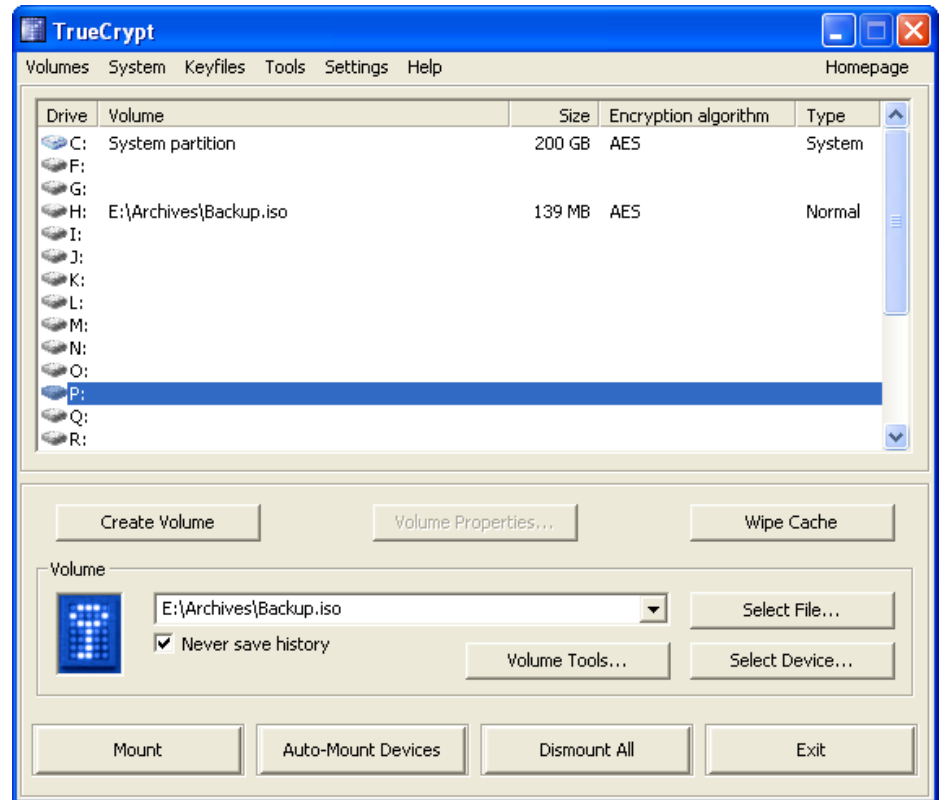 TrueCrypt
Volumes System Keyfiles Tools Settings Help Homepage
Drive Volume Size Encryption algorithm Type
C: System partition 200 GB AES System
F:
G:
H: E:\Archives\Backup.iso 139 MB AES Normal
I:
J:
K:
L:
M:
N:
O:
P:
Q:
R:
Create Volume Volume Properties... Wipe Cache
Volume
E:\Archives\Backup.iso Select File...
Never save history
Volume Tools... Select Device...
Mount Auto-Mount Devices Dismount All Exit